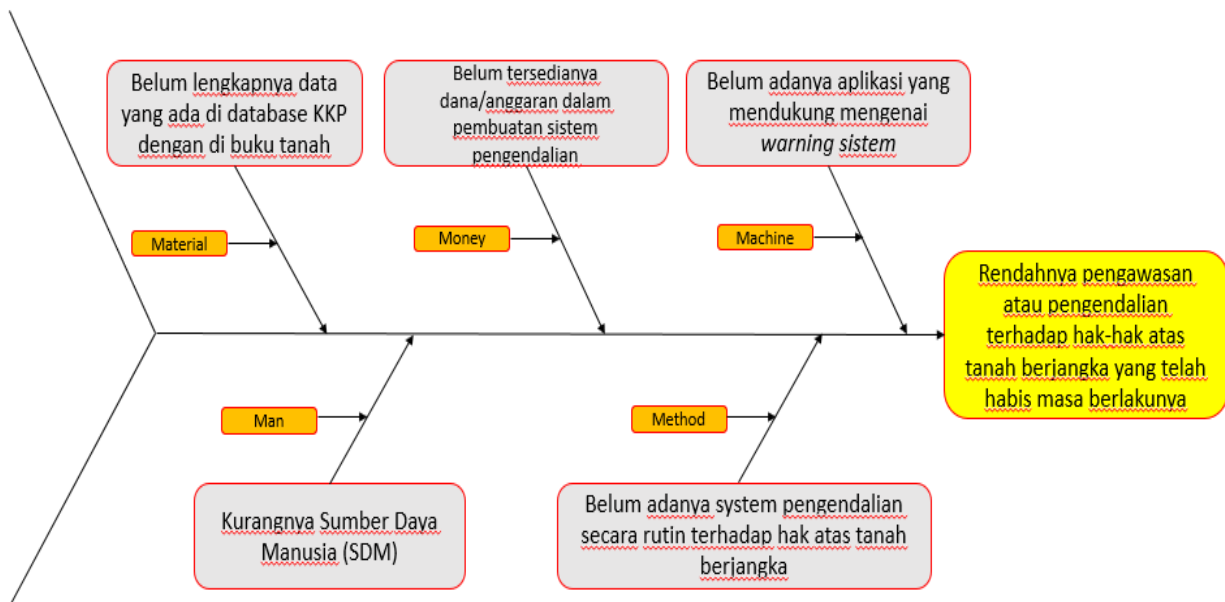 Belum lengkapnya data
yang ada di database KKP
dengan di buku tanah
Belum tersedianya
dana/anggaran dalam
pembuatan sistem
pengendalian
Belum adanya aplikasi yang
mendukung mengenai
warning sistem
Material
Money
Machine
Rendahnya pengawasan
atau pengendalian
terhadap hak-hak atas
tanah berjangka yang telah
habis masa berlakunya
Man
Method
Kurangnya Sumber Daya
Manusia (SDM)
Belum adanya system pengendalian
secara rutin terhadap hak atas tanah
berjangka